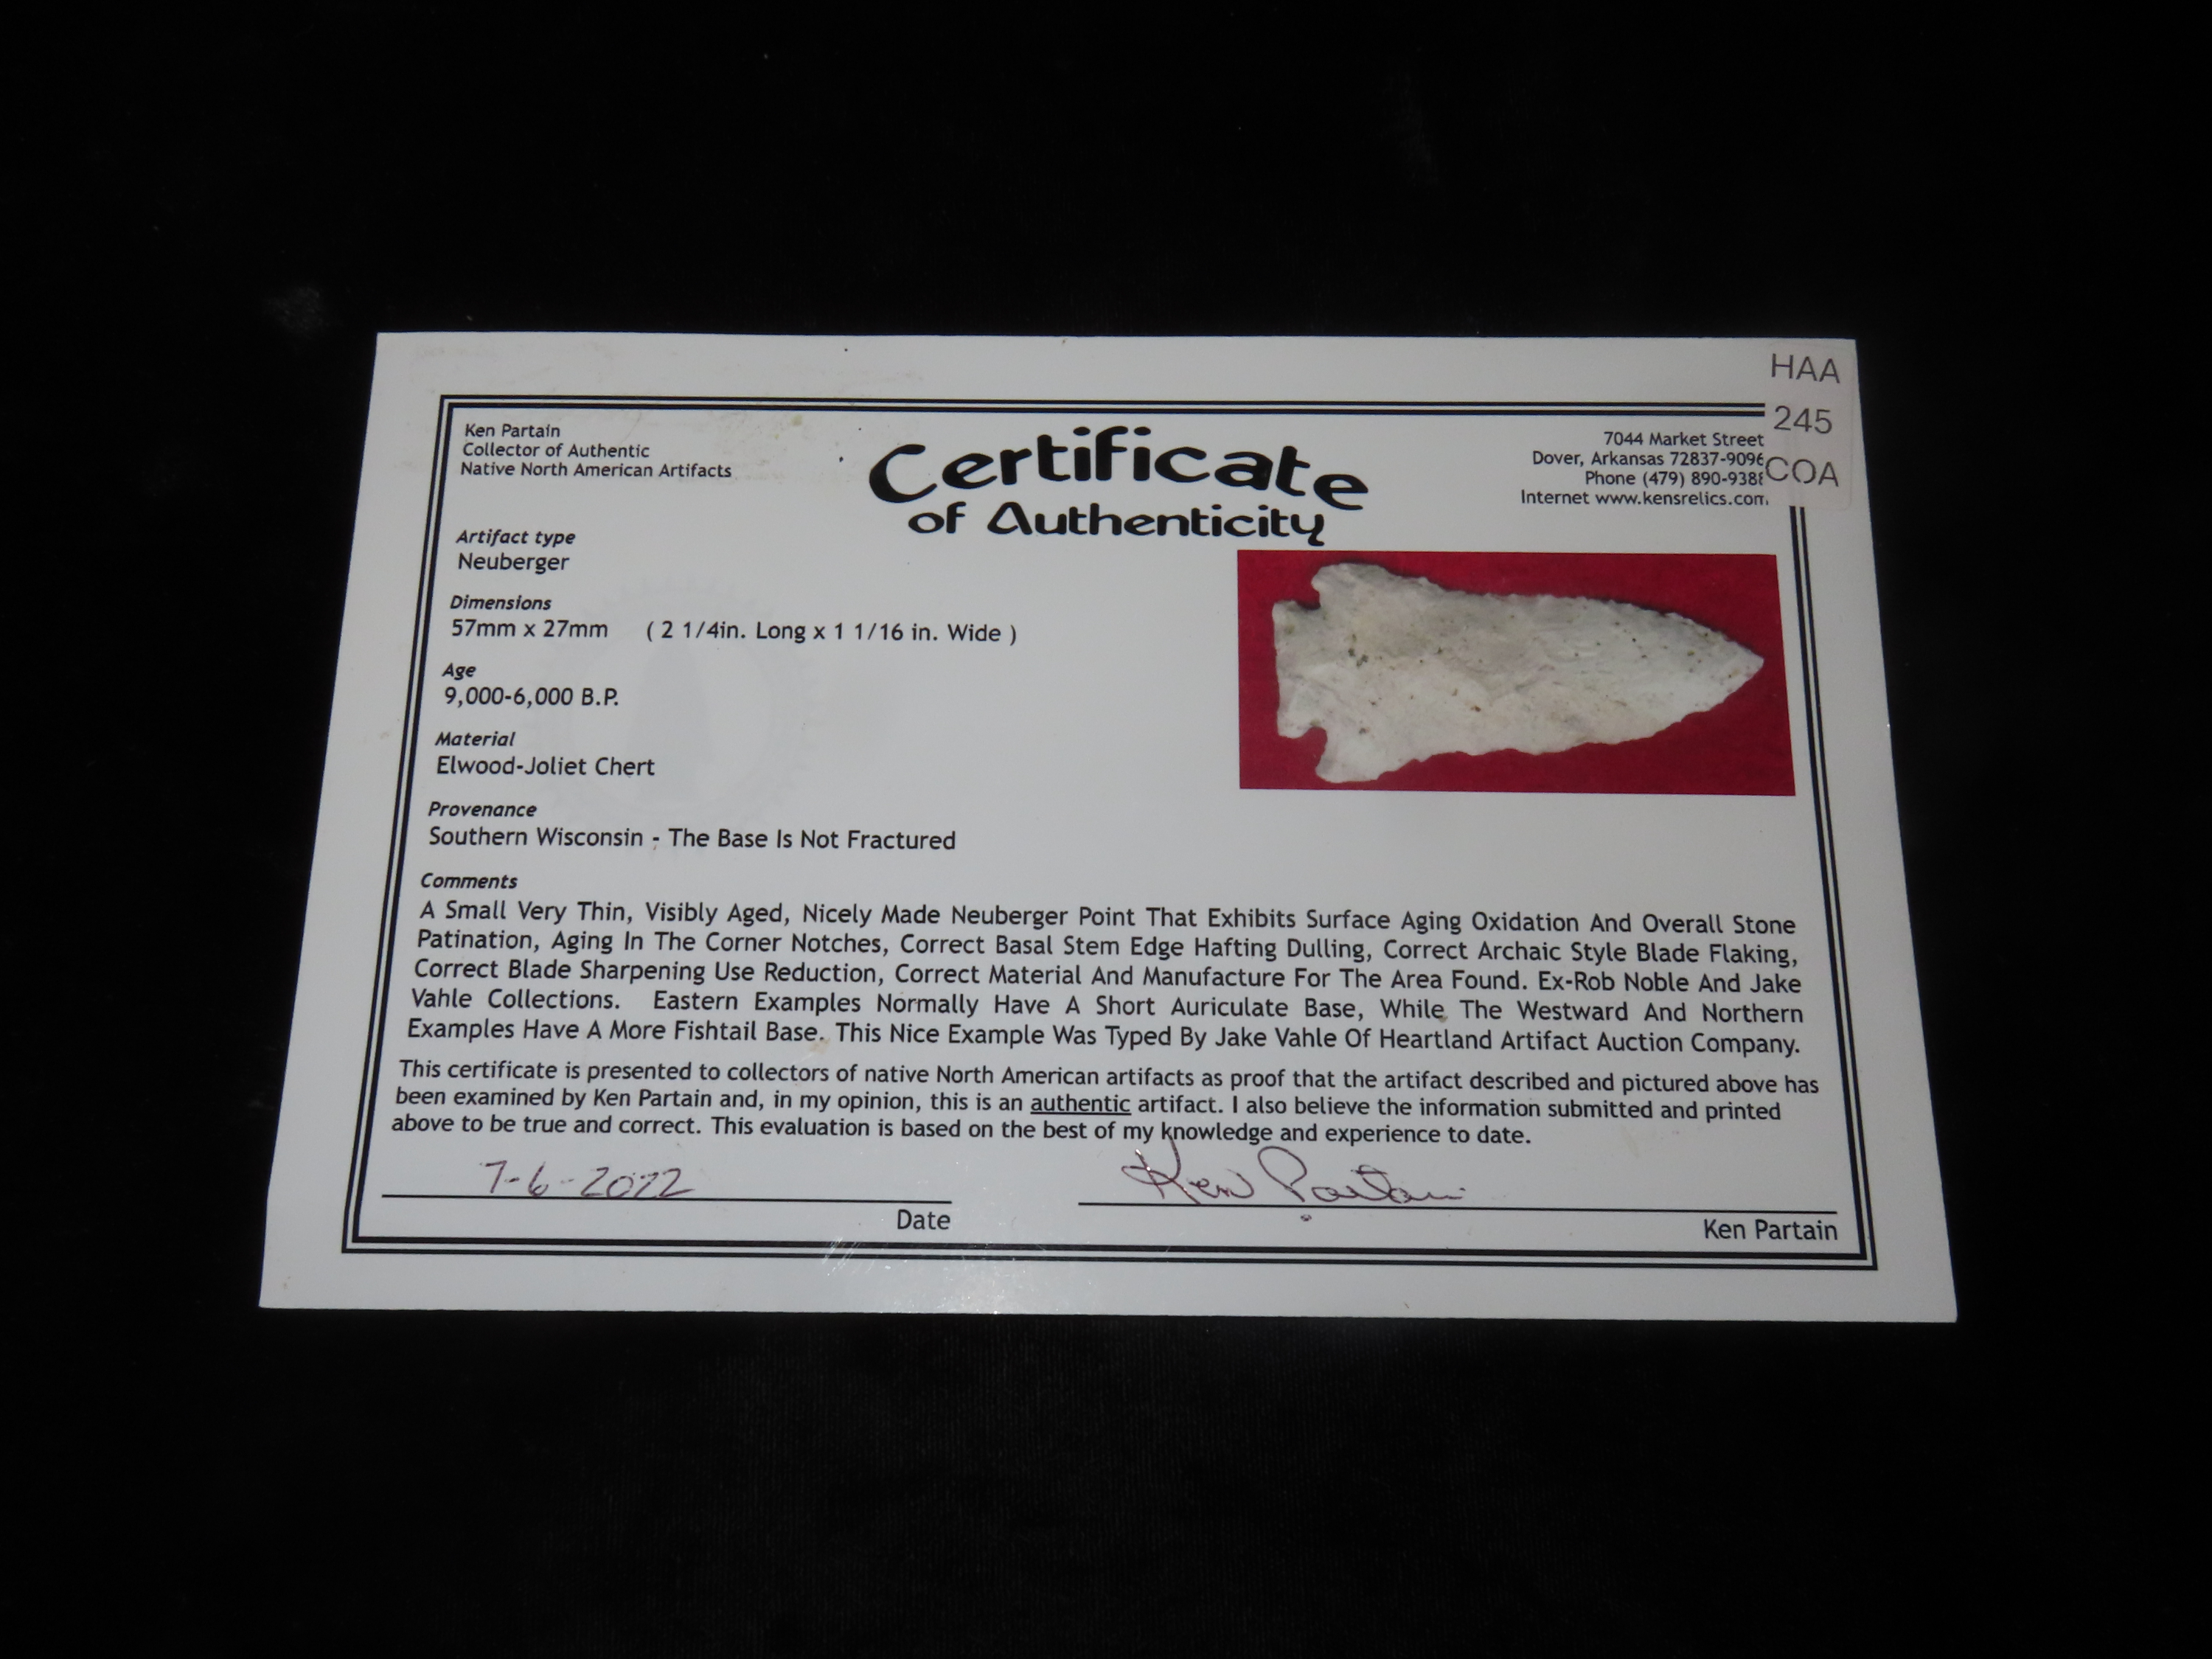 HAA
245
COA
Ken Partain
Collector of Authentic
Native North American Artifacts
Certificate
of Authenticity
7044 Market Street
Dover, Arkansas 72837-9096
Phone (479) 890-938
Internet www.kensrelics.com
Artifact type
Neuberger
Dimensions
57mm x 27mm ( 2 1/4in. Long x 1 1/16 in. Wide )
Age
9,000-6,000 B.P.
Material
Elwood-Joliet Chert
Provenance
Southern Wisconsin - The Base Is Not Fractured
Comments
A Small Very Thin, Visibly Aged, Nicely Made Neuberger Point That Exhibits Surface Aging Oxidation And Overall Stone
Patination, Aging In The Corner Notches, Correct Basal Stem Edge Hafting Dulling, Correct Archaic Style Blade Flaking,
Correct Blade Sharpening Use Reduction, Correct Material And Manufacture For The Area Found. Ex-Rob Noble And Jake
Vahle Collections. Eastern Examples Normally Have A Short Auriculate Base, While The Westward And Northern
Examples Have A More Fishtail Base. This Nice Example Was Typed By Jake Vahle Of Heartland Artifact Auction Company.
This certificate is presented to collectors of native North American artifacts as proof that the artifact described and pictured above has
been examined by Ken Partain and, in my opinion, this is an authentic artifact. I also believe the information submitted and printed
above to be true and correct. This evaluation is based on the best of my knowledge and experience to date.
7-6-2022
Ken Partain
Date
Ken Partain